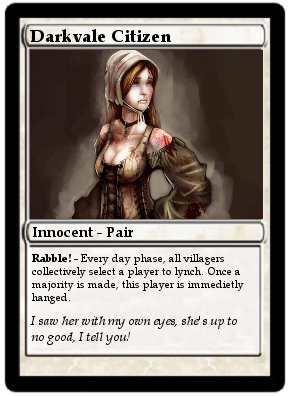 Darkvale Citizen
Innocent - Pair
Rabble! - Every day phase, all villagers
collectively select a player to lynch. Once a
majority is made, this player is immedietly
hanged.
I saw her with my own eyes, she's up to
no good, I tell you!